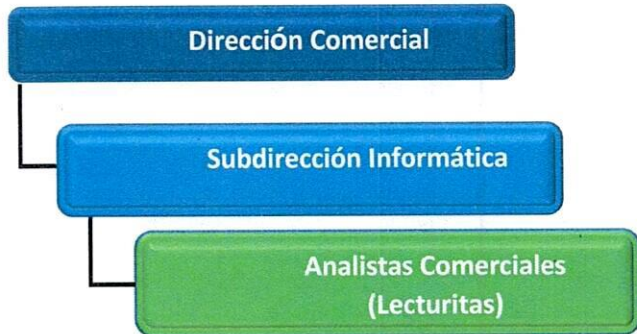 Dirección Comercial
Subdirección Informática
Analistas Comerciales
(Lecturitas)